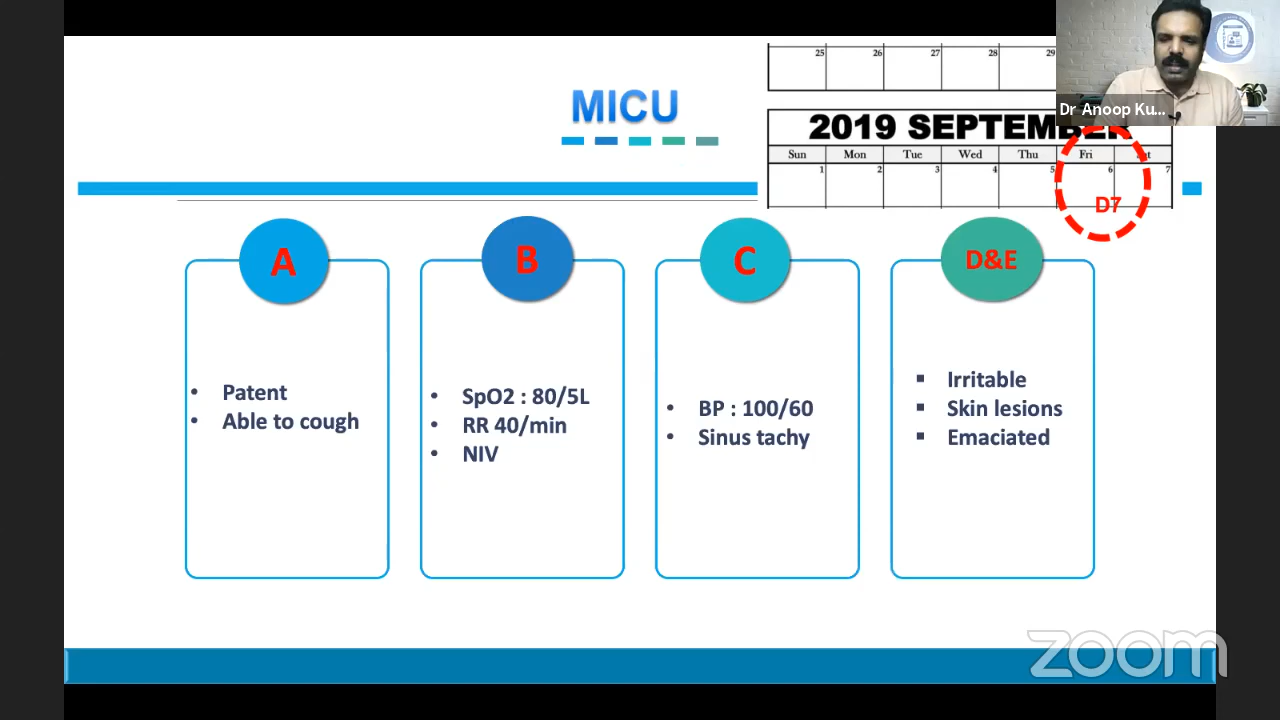 25 26 27 28 29
MICU
Dr Anoop Ku...
2019 SEPTEMBER
Sun Mon Tue Wed Thu Fri
1 2 3 4 5 6 7
D7
A
• Patent
• Able to cough
B
• SpO2 : 80/5L
• RR 40/min
• NIV
C
• BP : 100/60
• Sinus tachy
D&E
▪ Irritable
▪ Skin lesions
▪ Emaciated
zoom